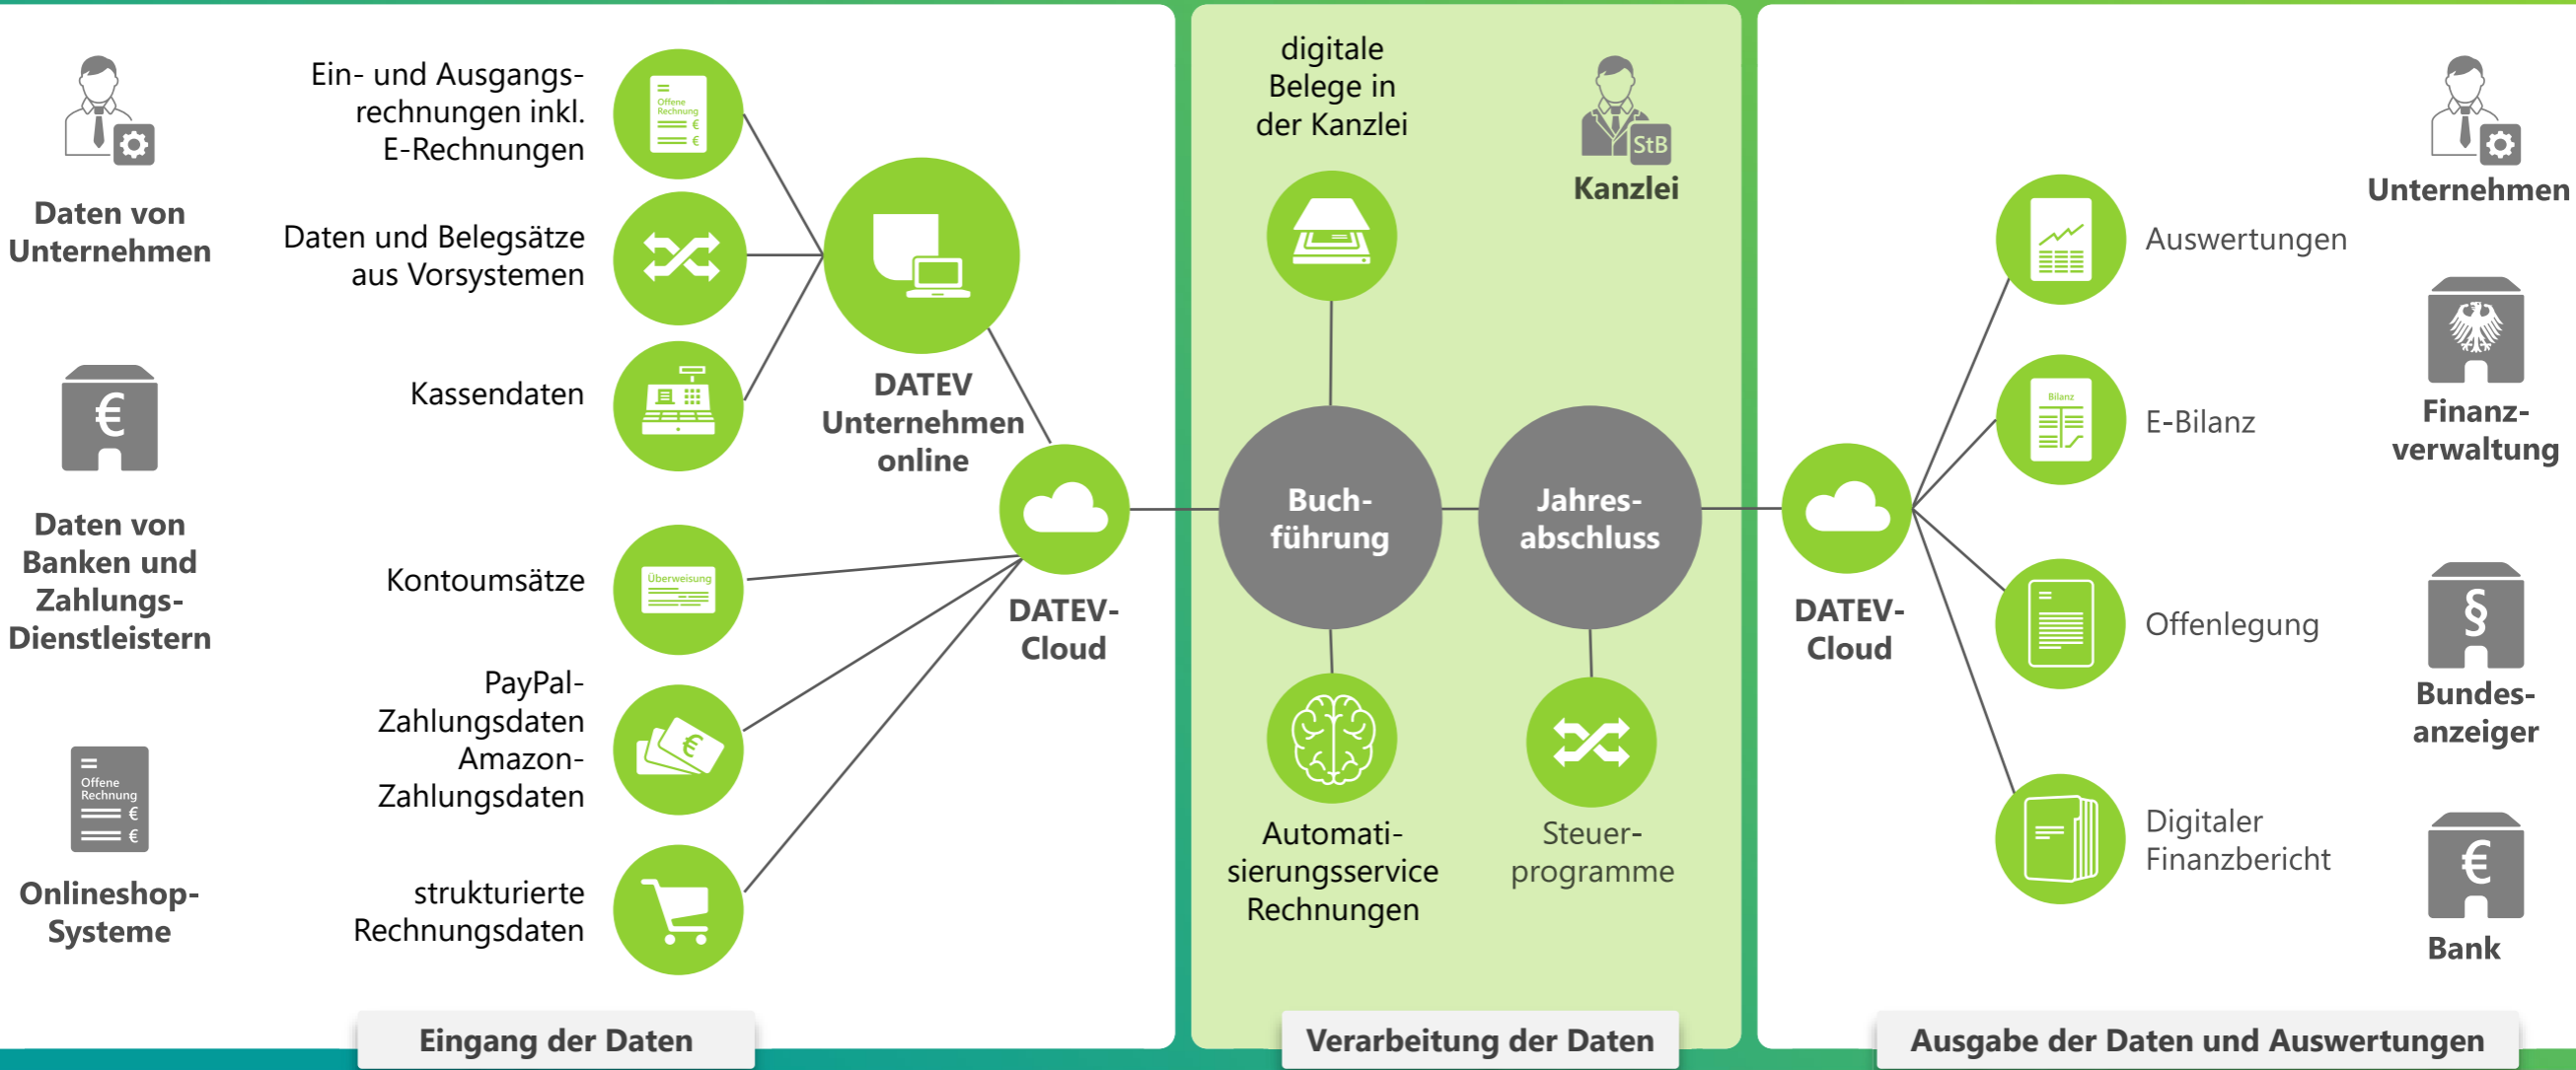 Daten von
Unternehmen
€
Daten von
Banken und
Zahlungs-
Dienstleistern
Offene
Rechnung
€
€
Onlineshop-
Systeme
Ein- und Ausgangs-
rechnungen inkl.
E-Rechnungen
Offene
Rechnung
€
€
Daten und Belegsätze
aus Vorsystemen
Kassendaten
DATEV
Unternehmen
online
Kontoumsätze
Überweisung
PayPal-
Zahlungsdaten
Amazon-
Zahlungsdaten
€
strukturierte
Rechnungsdaten
DATEV-
Cloud
Eingang der Daten
digitale
Belege in
der Kanzlei
StB
Kanzlei
Buch-
führung
Jahres-
abschluss
Automati-
sierungsservice
Rechnungen
Steuer-
programme
Verarbeitung der Daten
DATEV-
Cloud
Auswertungen
Bilanz
E-Bilanz
Offenlegung
Digitaler
Finanzbericht
Unternehmen
Finanz-
verwaltung
§
Bundes-
anzeiger
€
Bank
Ausgabe der Daten und Auswertungen